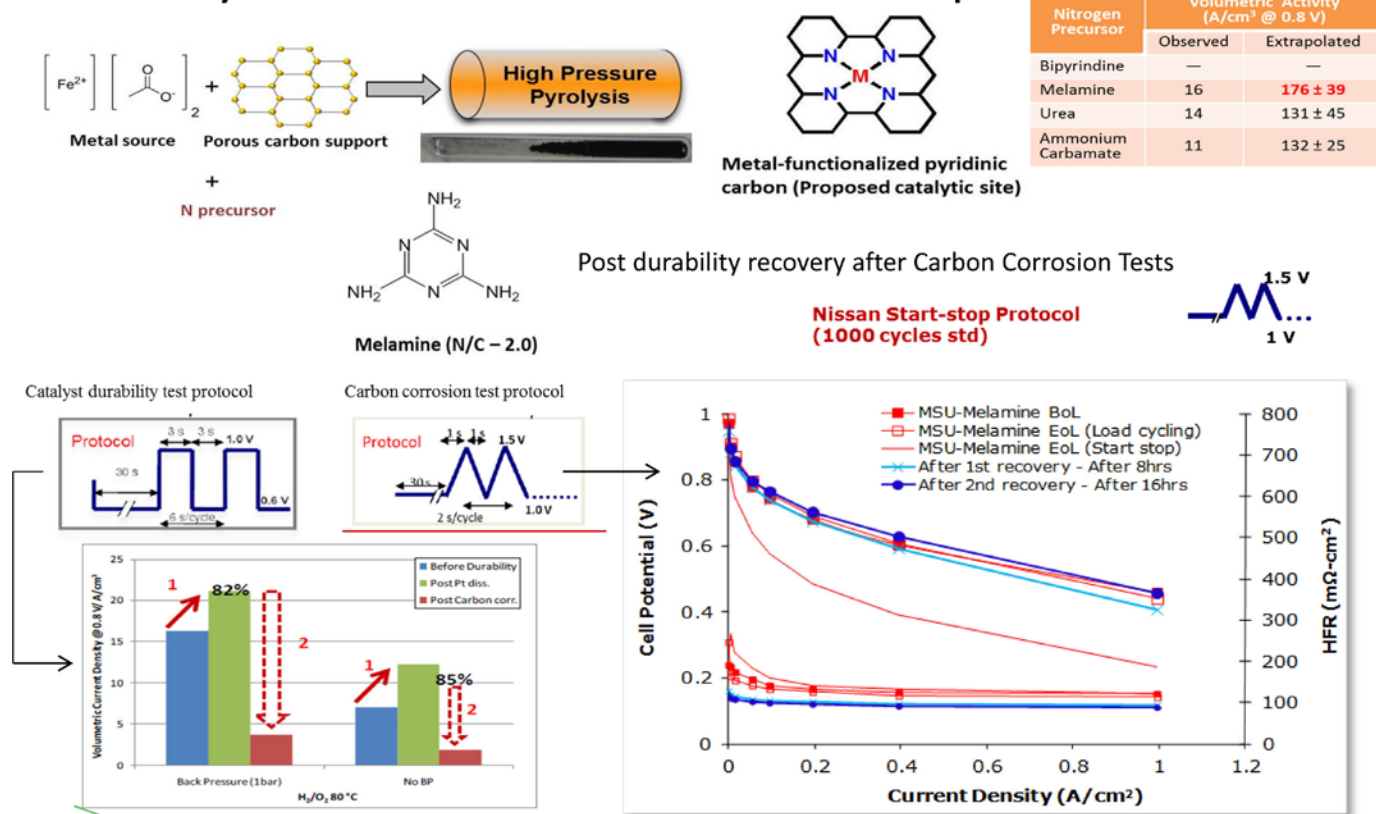 Nitrogen Precursor
Volumetric Activity (A/cm³ @ 0.8 V)
Observed Extrapolated
Bipyrindine — —
Melamine 16 176 ± 39
Urea 14 131 ± 45
Ammonium Carbamate 11 132 ± 25
[Fe²⁺] [O O⁻]₂ +
High Pressure Pyrolysis
Metal source
Porous carbon support
+
N precursor
N N
M
N N
Metal-functionalized pyridinic
carbon (Proposed catalytic site)
NH₂
N N
NH₂ N NH₂
Melamine (N/C – 2.0)
Post durability recovery after Carbon Corrosion Tests
Nissan Start-stop Protocol
(1000 cycles std)
1.5 V
1 V
Catalyst durability test protocol
Protocol
3 s 3 s 1.0 V
30 s
0.6 V
6 s/cycle
Carbon corrosion test protocol
Protocol
1 s 1 s 1.5 V
30 s
1.0 V
2 s/cycle
Volumetric Current Density @0.8 V/ A/cm³
25
20
15
10
5
0
Before Durability
Post Pt diss.
Post Carbon corr.
1 82% 2
1 85% 2
Back Pressure (1bar) No BP
H₂/O₂ 80 °C
MSU-Melamine BoL
MSU-Melamine EoL (Load cycling)
MSU-Melamine EoL (Start stop)
After 1st recovery - After 8hrs
After 2nd recovery - After 16hrs
Cell Potential (V)
1
0.8
0.6
0.4
0.2
0
HFR (mΩ-cm²)
800
700
600
500
400
300
200
100
0
0 0.2 0.4 0.6 0.8 1 1.2
Current Density (A/cm²)